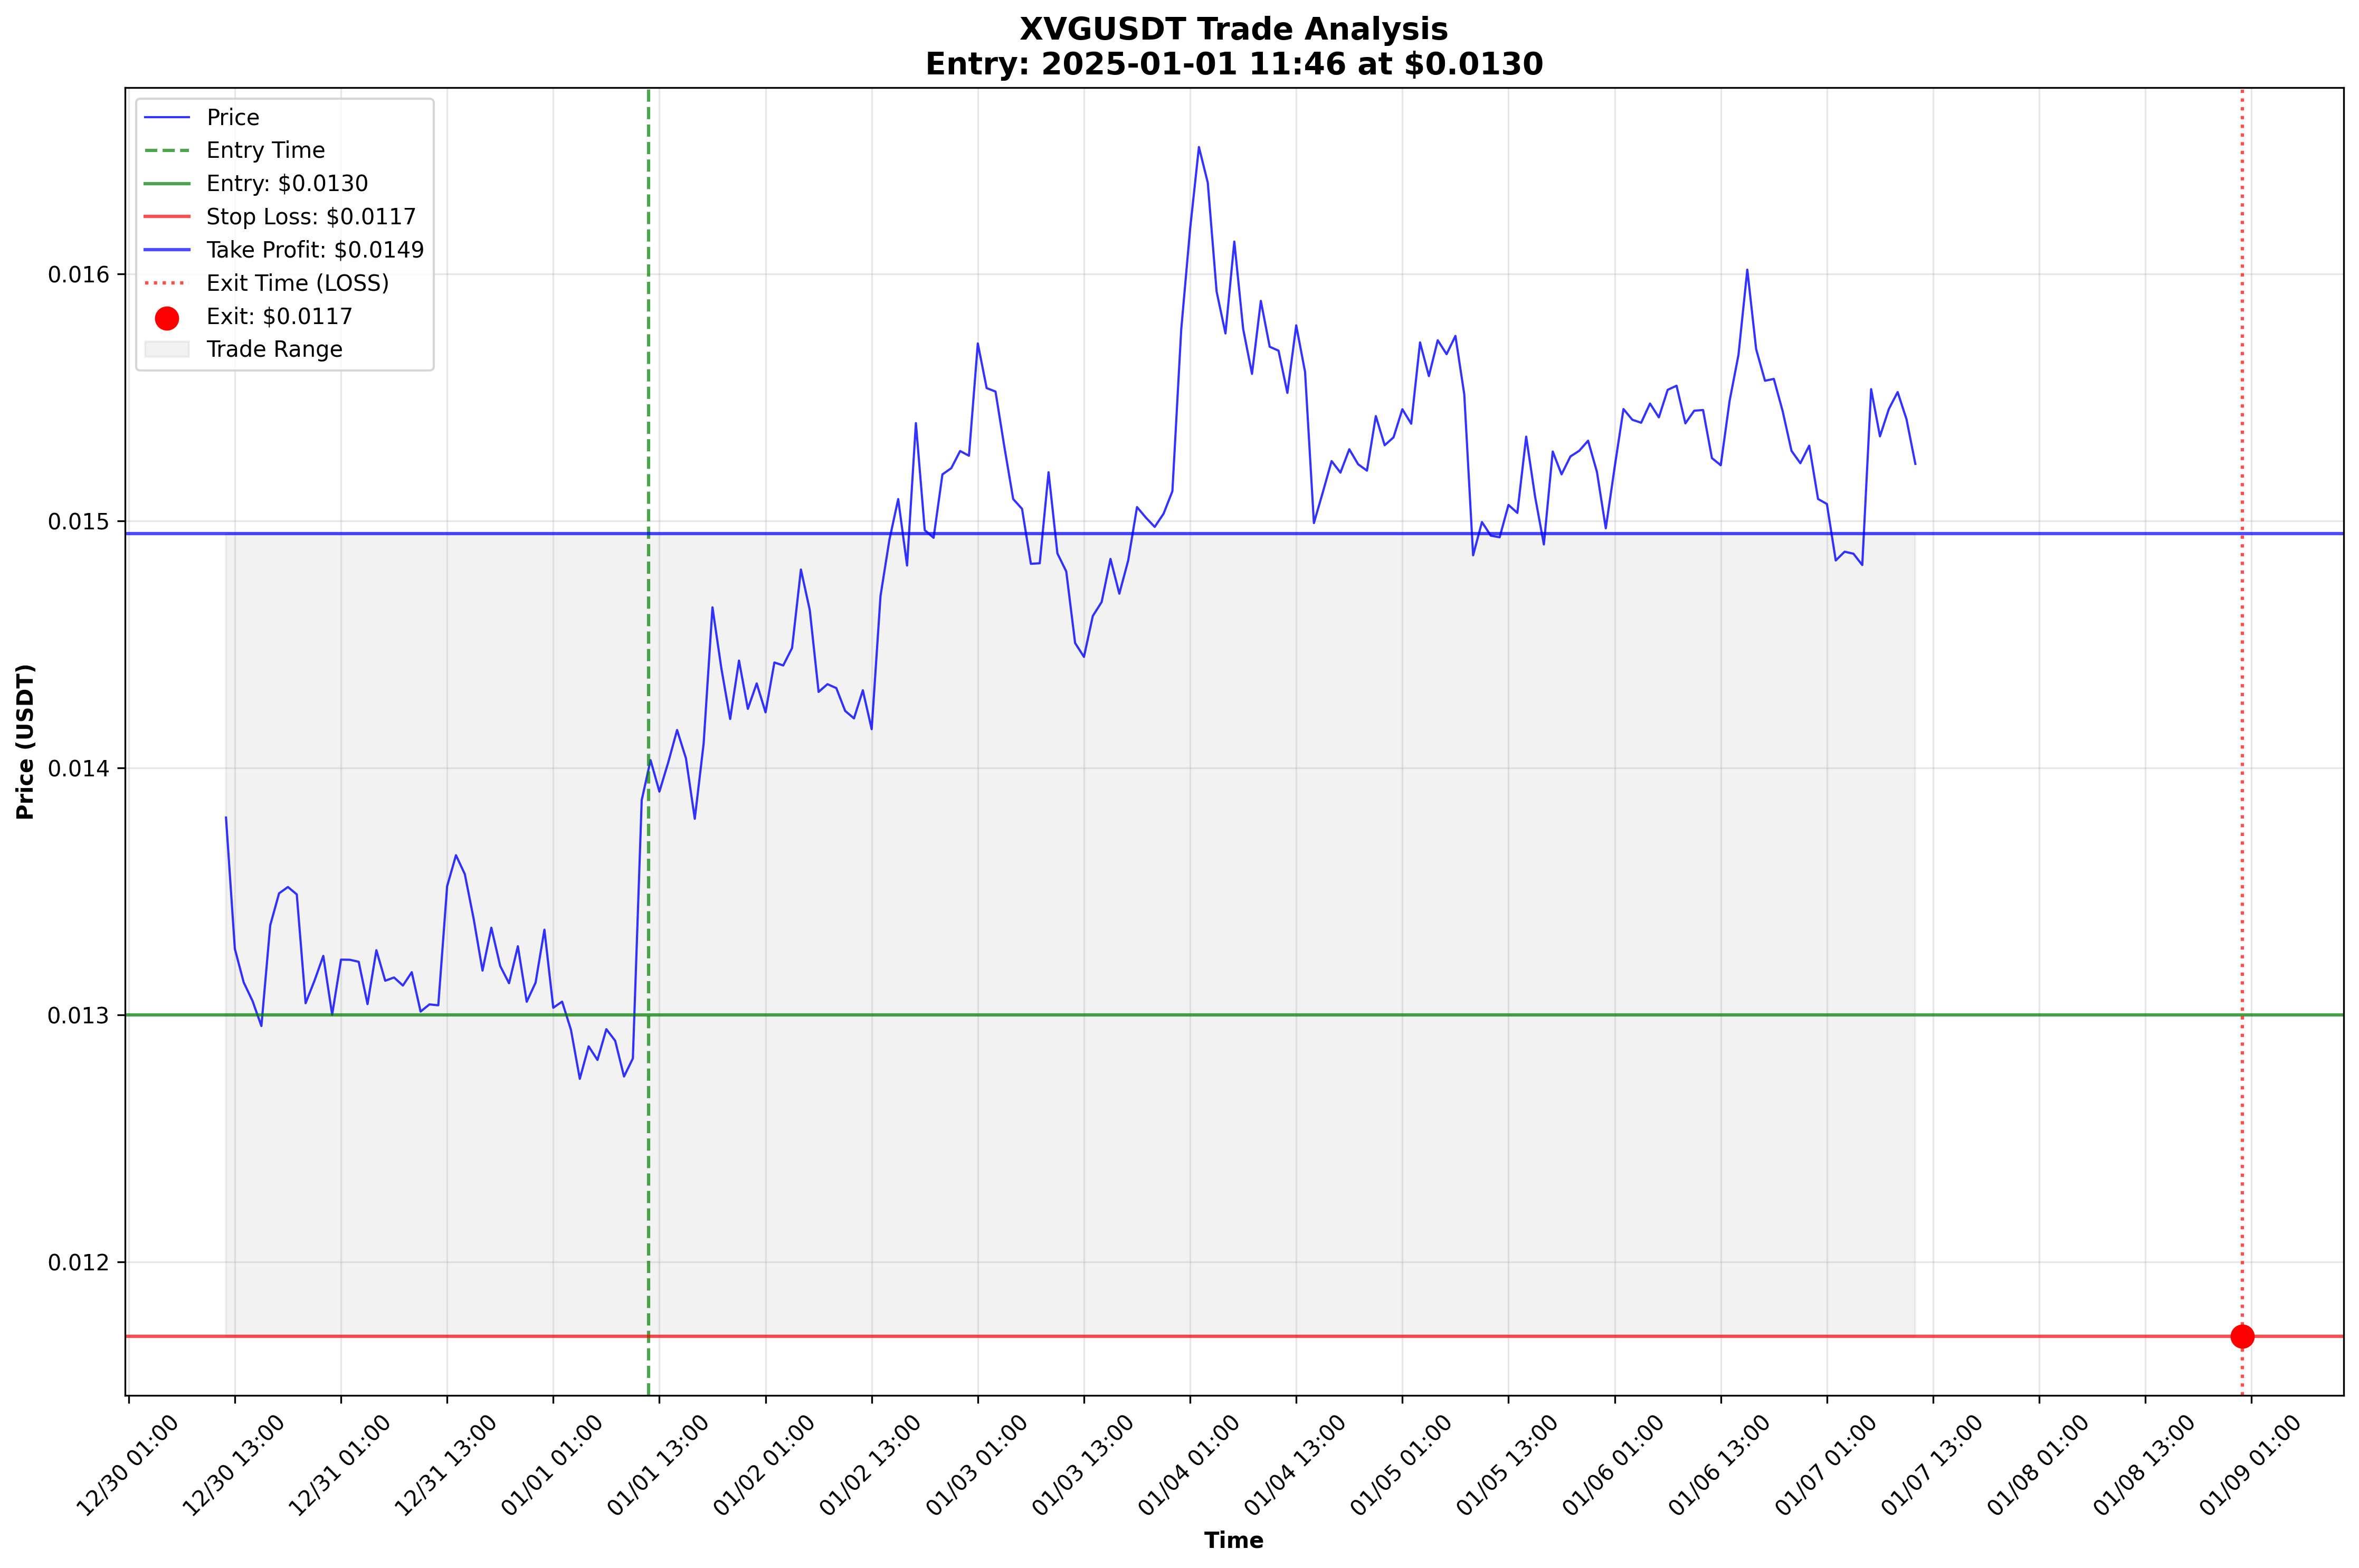 XVGUSDT Trade Analysis
Entry: 2025-01-01 11:46 at $0.0130
Price
Entry Time
Entry: $0.0130
Stop Loss: $0.0117
Take Profit: $0.0149
Exit Time (LOSS)
Exit: $0.0117
Trade Range
Price (USDT)
0.016
0.015
0.014
0.013
0.012
12/30 01:00
12/30 13:00
12/31 01:00
12/31 13:00
01/01 01:00
01/01 13:00
01/02 01:00
01/02 13:00
01/03 01:00
01/03 13:00
01/04 01:00
01/04 13:00
01/05 01:00
01/05 13:00
01/06 01:00
01/06 13:00
01/07 01:00
01/07 13:00
01/08 01:00
01/08 13:00
01/09 01:00
Time